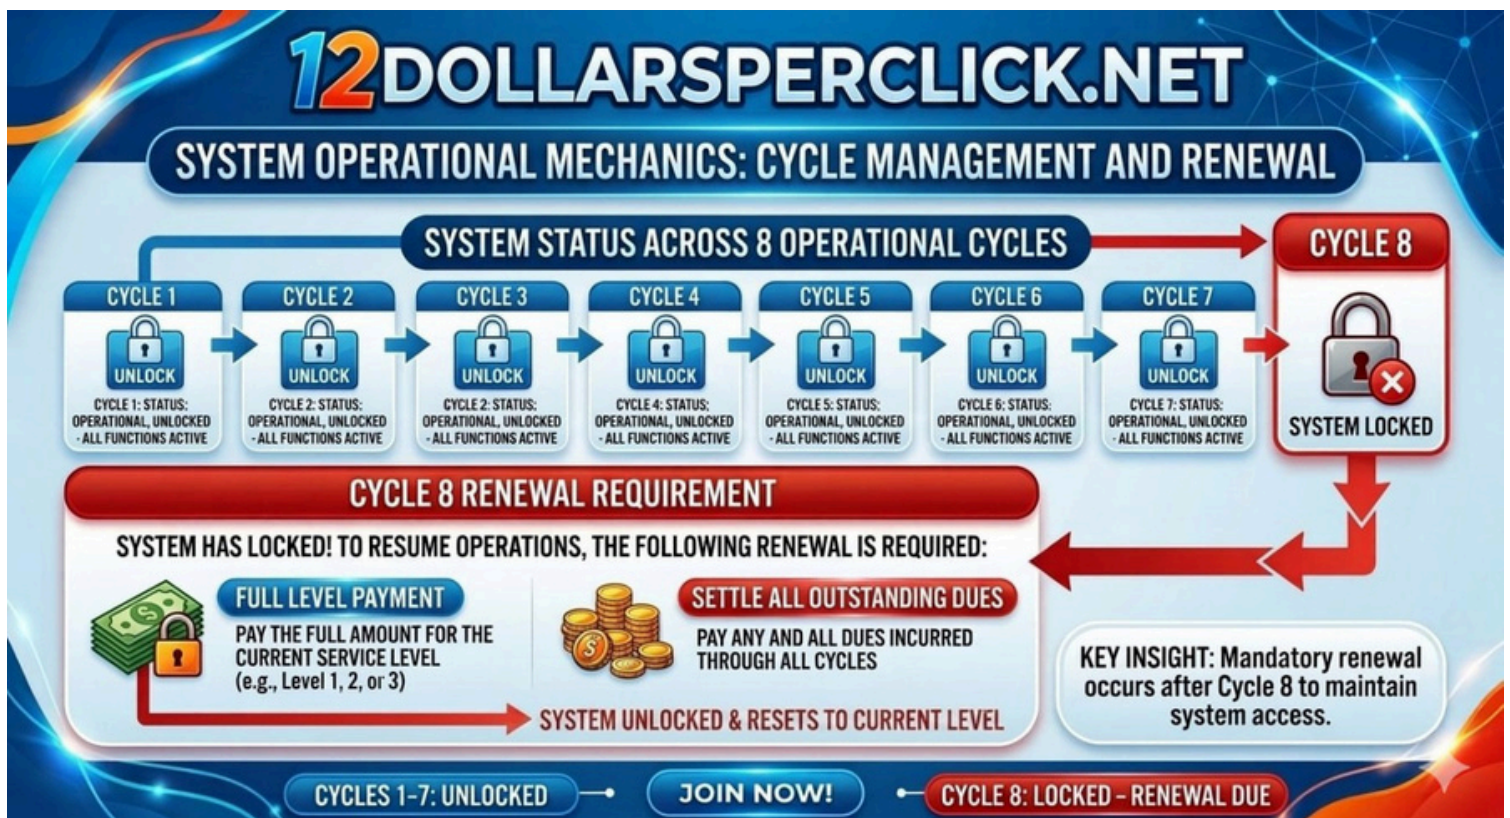 12DOLLARSPERCLICK.NET
SYSTEM OPERATIONAL MECHANICS: CYCLE MANAGEMENT AND RENEWAL
SYSTEM STATUS ACROSS 8 OPERATIONAL CYCLES
CYCLE 1
UNLOCK
CYCLE 1: STATUS:
OPERATIONAL, UNLOCKED
- ALL FUNCTIONS ACTIVE
CYCLE 2
UNLOCK
CYCLE 2: STATUS:
OPERATIONAL, UNLOCKED
- ALL FUNCTIONS ACTIVE
CYCLE 3
UNLOCK
CYCLE 2: STATUS:
OPERATIONAL, UNLOCKED
- ALL FUNCTIONS ACTIVE
CYCLE 4
UNLOCK
CYCLE 4: STATUS:
OPERATIONAL, UNLOCKED
- ALL FUNCTIONS ACTIVE
CYCLE 5
UNLOCK
CYCLE 5: STATUS:
OPERATIONAL, UNLOCKED
- ALL FUNCTIONS ACTIVE
CYCLE 6
UNLOCK
CYCLE 6: STATUS:
OPERATIONAL, UNLOCKED
- ALL FUNCTIONS ACTIVE
CYCLE 7
UNLOCK
CYCLE 7: STATUS:
OPERATIONAL, UNLOCKED
- ALL FUNCTIONS ACTIVE
CYCLE 8
SYSTEM LOCKED
CYCLE 8 RENEWAL REQUIREMENT
SYSTEM HAS LOCKED! TO RESUME OPERATIONS, THE FOLLOWING RENEWAL IS REQUIRED:
FULL LEVEL PAYMENT
PAY THE FULL AMOUNT FOR THE
CURRENT SERVICE LEVEL
(e.g., Level 1, 2, or 3)
SETTLE ALL OUTSTANDING DUES
PAY ANY AND ALL DUES INCURRED
THROUGH ALL CYCLES
SYSTEM UNLOCKED & RESETS TO CURRENT LEVEL
KEY INSIGHT: Mandatory renewal
occurs after Cycle 8 to maintain
system access.
CYCLES 1-7: UNLOCKED
JOIN NOW!
CYCLE 8: LOCKED - RENEWAL DUE